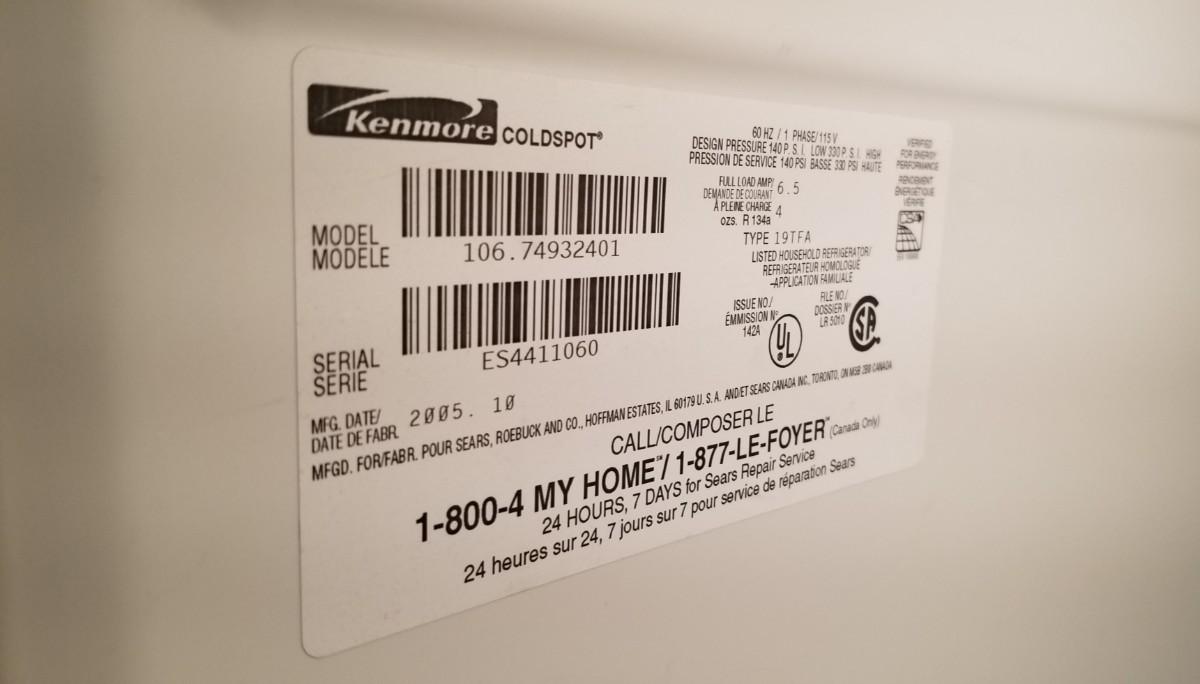 Kenmore COLDSPOT®
MODEL
MODÈLE
106.74932401
SERIAL
SERIE
ES4411060
MFG. DATE/
DATE DE FABR.
2005. 10
60 HZ / 1 PHASE/115 V
DESIGN PRESSURE 140 P. S. I. LOW 330 P. S. I. HIGH
PRESSION DE SERVICE 140 PSI BASSE 330 PSI HAUTE
FULL LOAD AMP/
DEMANDE DE COURANT
À PLEINE CHARGE
6.5
ozs. R 134a
4
TYPE 19TFA
LISTED HOUSEHOLD REFRIGERATOR/
REFRIGERATEUR HOMOLOGUÉ
-APPLICATION FAMILIALE
ISSUE NO./
ÉMMISSION Nº
142A
UL
FILE NO./
DOSSIER Nº
LR 5010
SA
VERIFIED
FOR ENERGY
PERFORMANCE
RENDEMENT
ÉNERGÉTIQUE
VÉRIFIÉ
MFGD. FOR/FABR. POUR SEARS, ROEBUCK AND CO., HOFFMAN ESTATES, IL 60179 U. S. A. AND/ET SEARS CANADA INC., TORONTO, ON M5B 2B8 CANADA
CALL/COMPOSER LE
1-800-4 MY HOME℠/ 1-877-LE-FOYER™ (Canada Only)
24 HOURS, 7 DAYS for Sears Repair Service
24 heures sur 24, 7 jours sur 7 pour service de réparation Sears